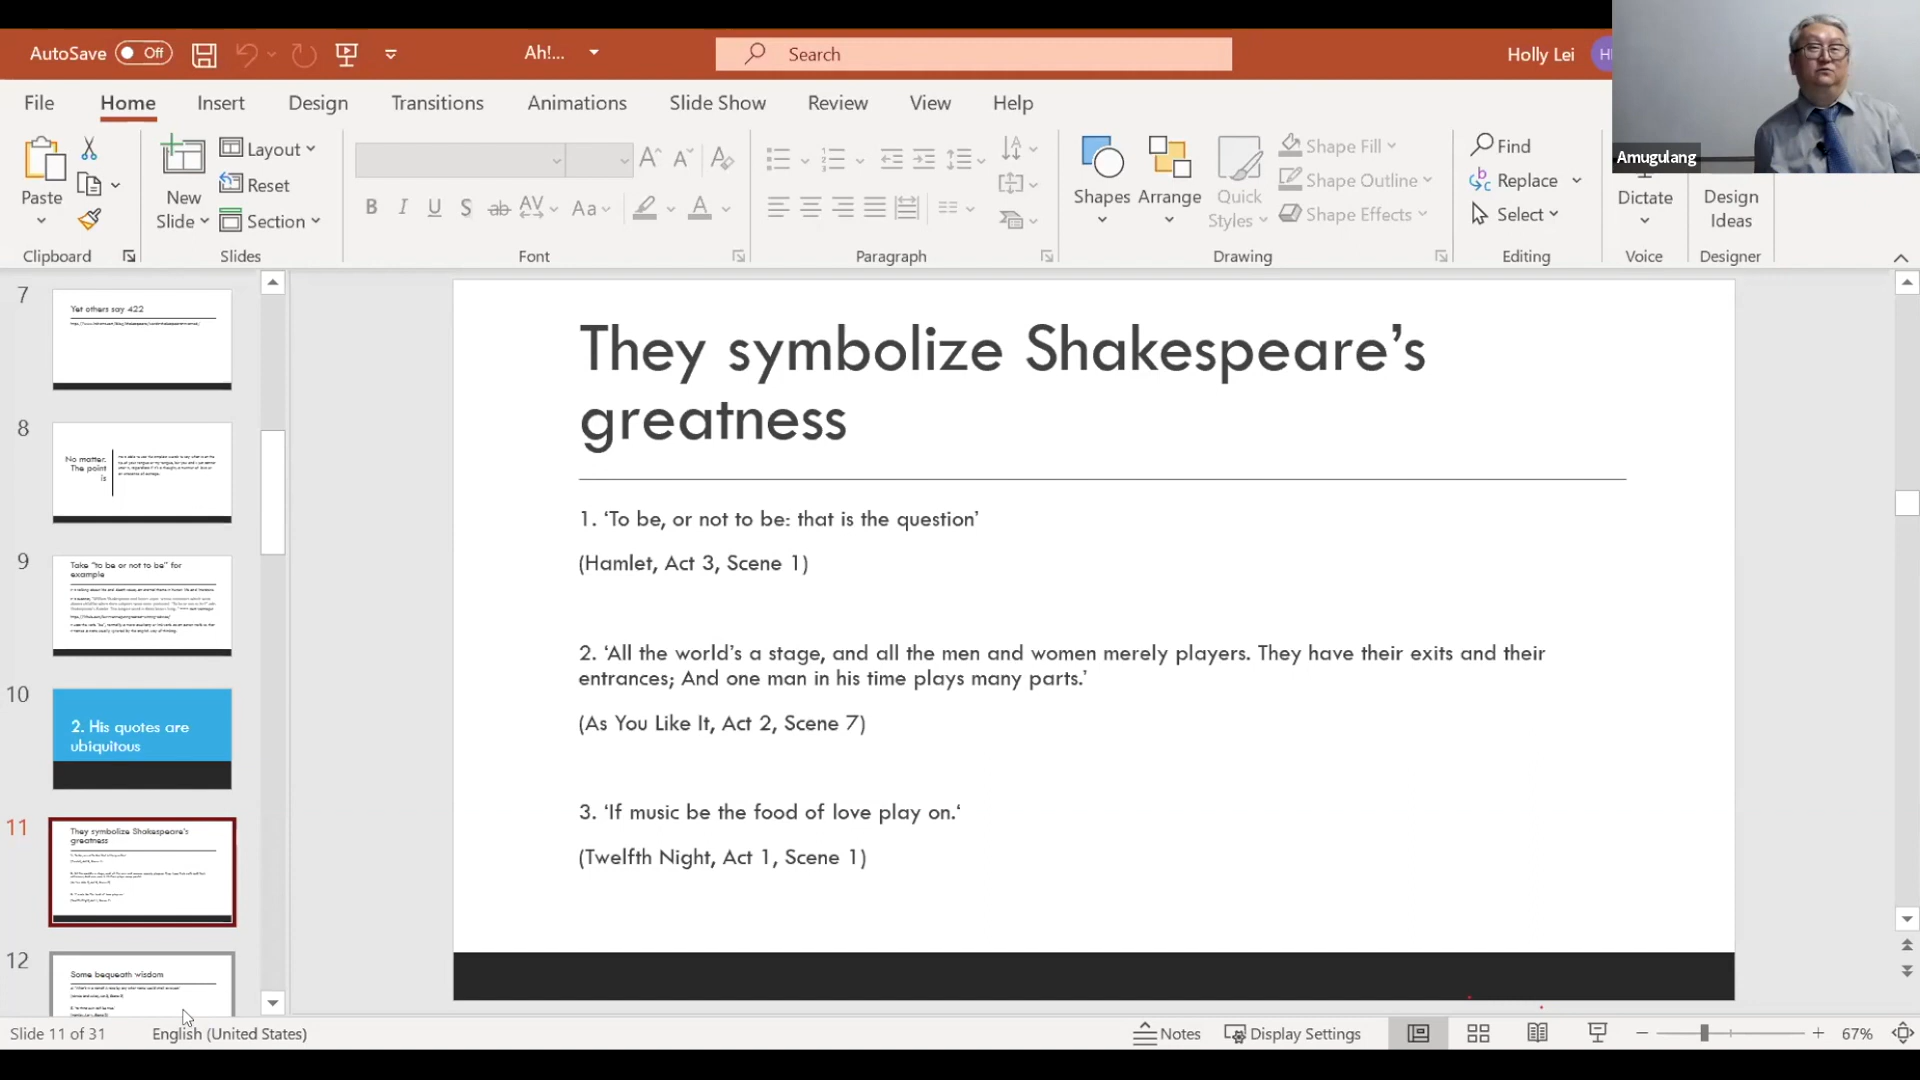 AutoSave Off
Ah!...
Search
Holly Lei
Amugulang
File Home Insert Design Transitions Animations Slide Show Review View Help
Paste
New
Slide
Layout
Reset
Section
B I U S ab AV Aa A
Shapes
Arrange
Quick
Styles
Shape Fill
Shape Outline
Shape Effects
Find
Replace
Select
Dictate
Design
Ideas
Clipboard
Slides
Font
Paragraph
Drawing
Editing
Voice
Designer
7
Yet others say 422
8
No matter.
The point
is
9
Take "to be or not to be" for
example
10
2. His quotes are
ubiquitous
11
They symbolize Shakespeare's
greatness
12
Some bequeath wisdom
They symbolize Shakespeare’s
greatness
1. ‘To be, or not to be: that is the question’
(Hamlet, Act 3, Scene 1)
2. ‘All the world’s a stage, and all the men and women merely players. They have their exits and their
entrances; And one man in his time plays many parts.’
(As You Like It, Act 2, Scene 7)
3. ‘If music be the food of love play on.‘
(Twelfth Night, Act 1, Scene 1)
Slide 11 of 31
English (United States)
Notes
Display Settings
67%